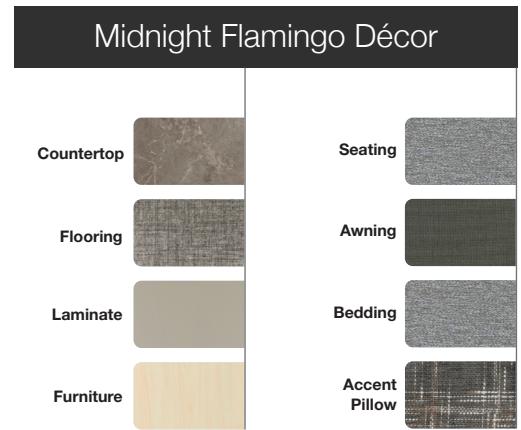 Midnight Flamingo Décor
Countertop
Flooring
Laminate
Furniture
Seating
Awning
Bedding
Accent
Pillow